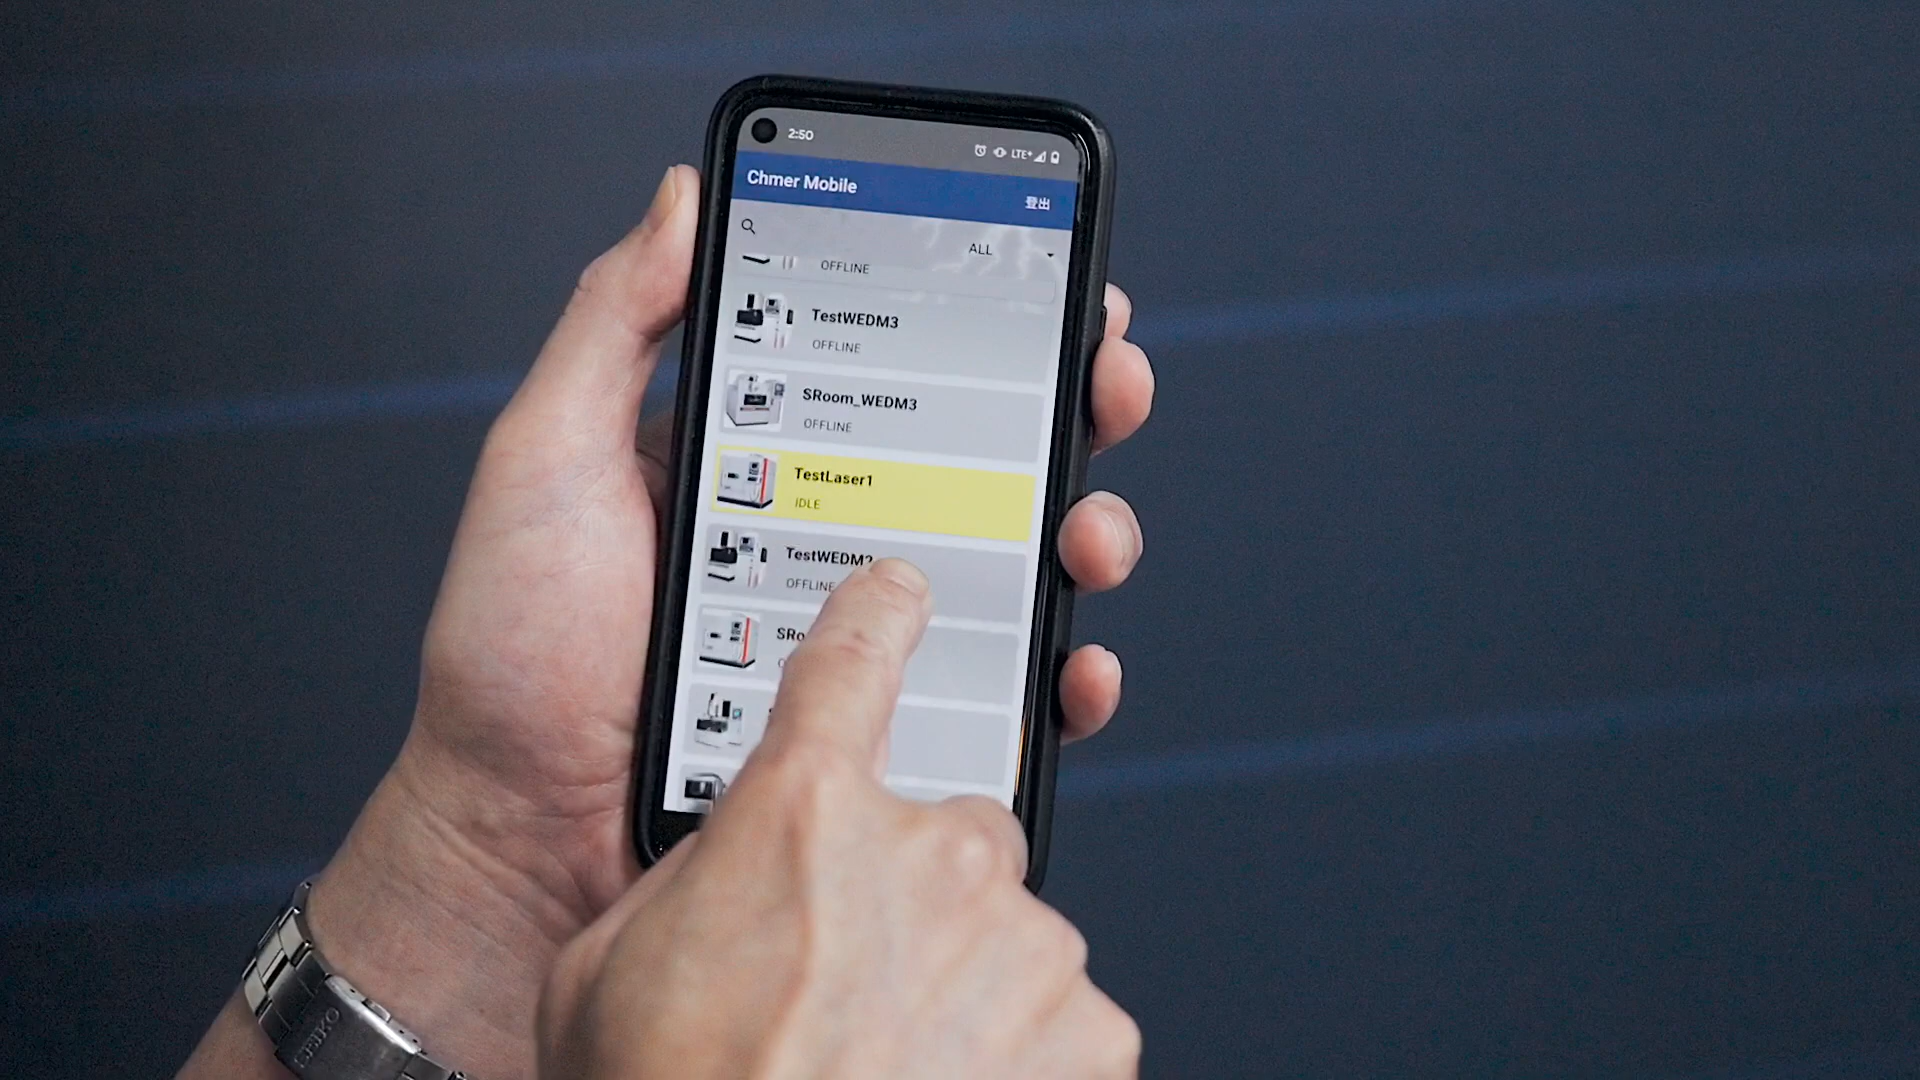 2:50
LTE+
Chmer Mobile
登出
ALL
OFFLINE
TestWEDM3
OFFLINE
SRoom_WEDM3
OFFLINE
TestLaser1
IDLE
TestWEDM2
OFFLINE
SRo
O
SEIKO